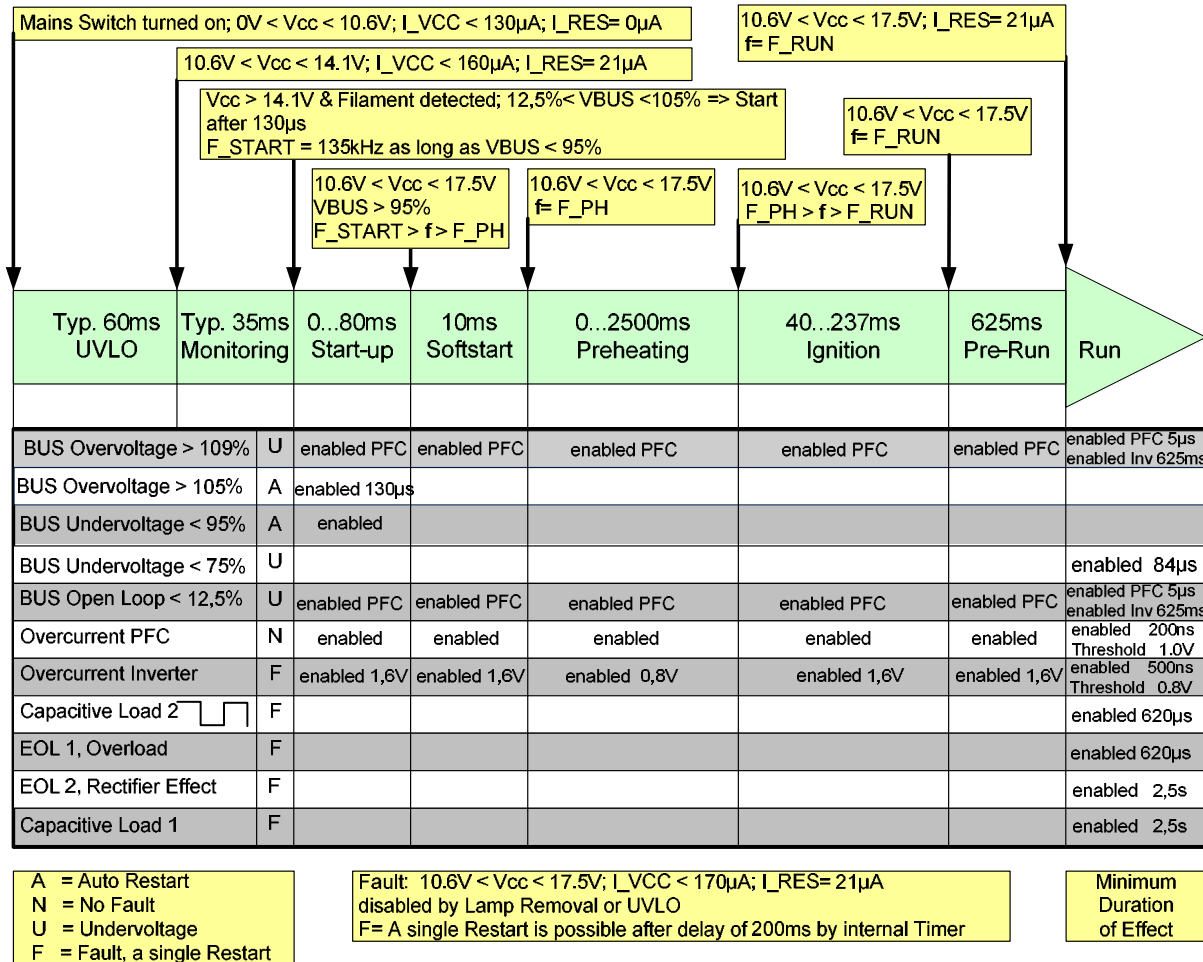 Mains Switch turned on; 0V < Vcc < 10.6V; I_VCC < 130µA; I_RES= 0µA
10.6V < Vcc < 17.5V; I_RES= 21µA
f= F_RUN
10.6V < Vcc < 14.1V; I_VCC < 160µA; I_RES= 21µA
Vcc > 14.1V & Filament detected; 12,5%< VBUS <105% => Start
after 130µs
F_START = 135kHz as long as VBUS < 95%
10.6V < Vcc < 17.5V
f= F_RUN
10.6V < Vcc < 17.5V
VBUS > 95%
F_START > f > F_PH
10.6V < Vcc < 17.5V
f= F_PH
10.6V < Vcc < 17.5V
F_PH > f > F_RUN
Typ. 60ms
UVLO
Typ. 35ms
Monitoring
0...80ms
Start-up
10ms
Softstart
0...2500ms
Preheating
40...237ms
Ignition
625ms
Pre-Run
Run
BUS Overvoltage > 109% U enabled PFC enabled PFC enabled PFC enabled PFC enabled PFC enabled PFC 5µs
enabled Inv 625ms
BUS Overvoltage > 105% A enabled 130µs
BUS Undervoltage < 95% A enabled
BUS Undervoltage < 75% U enabled 84µs
BUS Open Loop < 12,5% U enabled PFC enabled PFC enabled PFC enabled PFC enabled PFC enabled PFC 5µs
enabled Inv 625ms
Overcurrent PFC N enabled enabled enabled enabled enabled enabled 200ns
Threshold 1.0V
Overcurrent Inverter F enabled 1,6V enabled 1,6V enabled 0,8V enabled 1,6V enabled 1,6V enabled 500ns
Threshold 0.8V
Capacitive Load 2 F enabled 620µs
EOL 1, Overload F enabled 620µs
EOL 2, Rectifier Effect F enabled 2,5s
Capacitive Load 1 F enabled 2,5s
A = Auto Restart
N = No Fault
U = Undervoltage
F = Fault, a single Restart
Fault: 10.6V < Vcc < 17.5V; I_VCC < 170µA; I_RES= 21µA
disabled by Lamp Removal or UVLO
F= A single Restart is possible after delay of 200ms by internal Timer
Minimum
Duration
of Effect